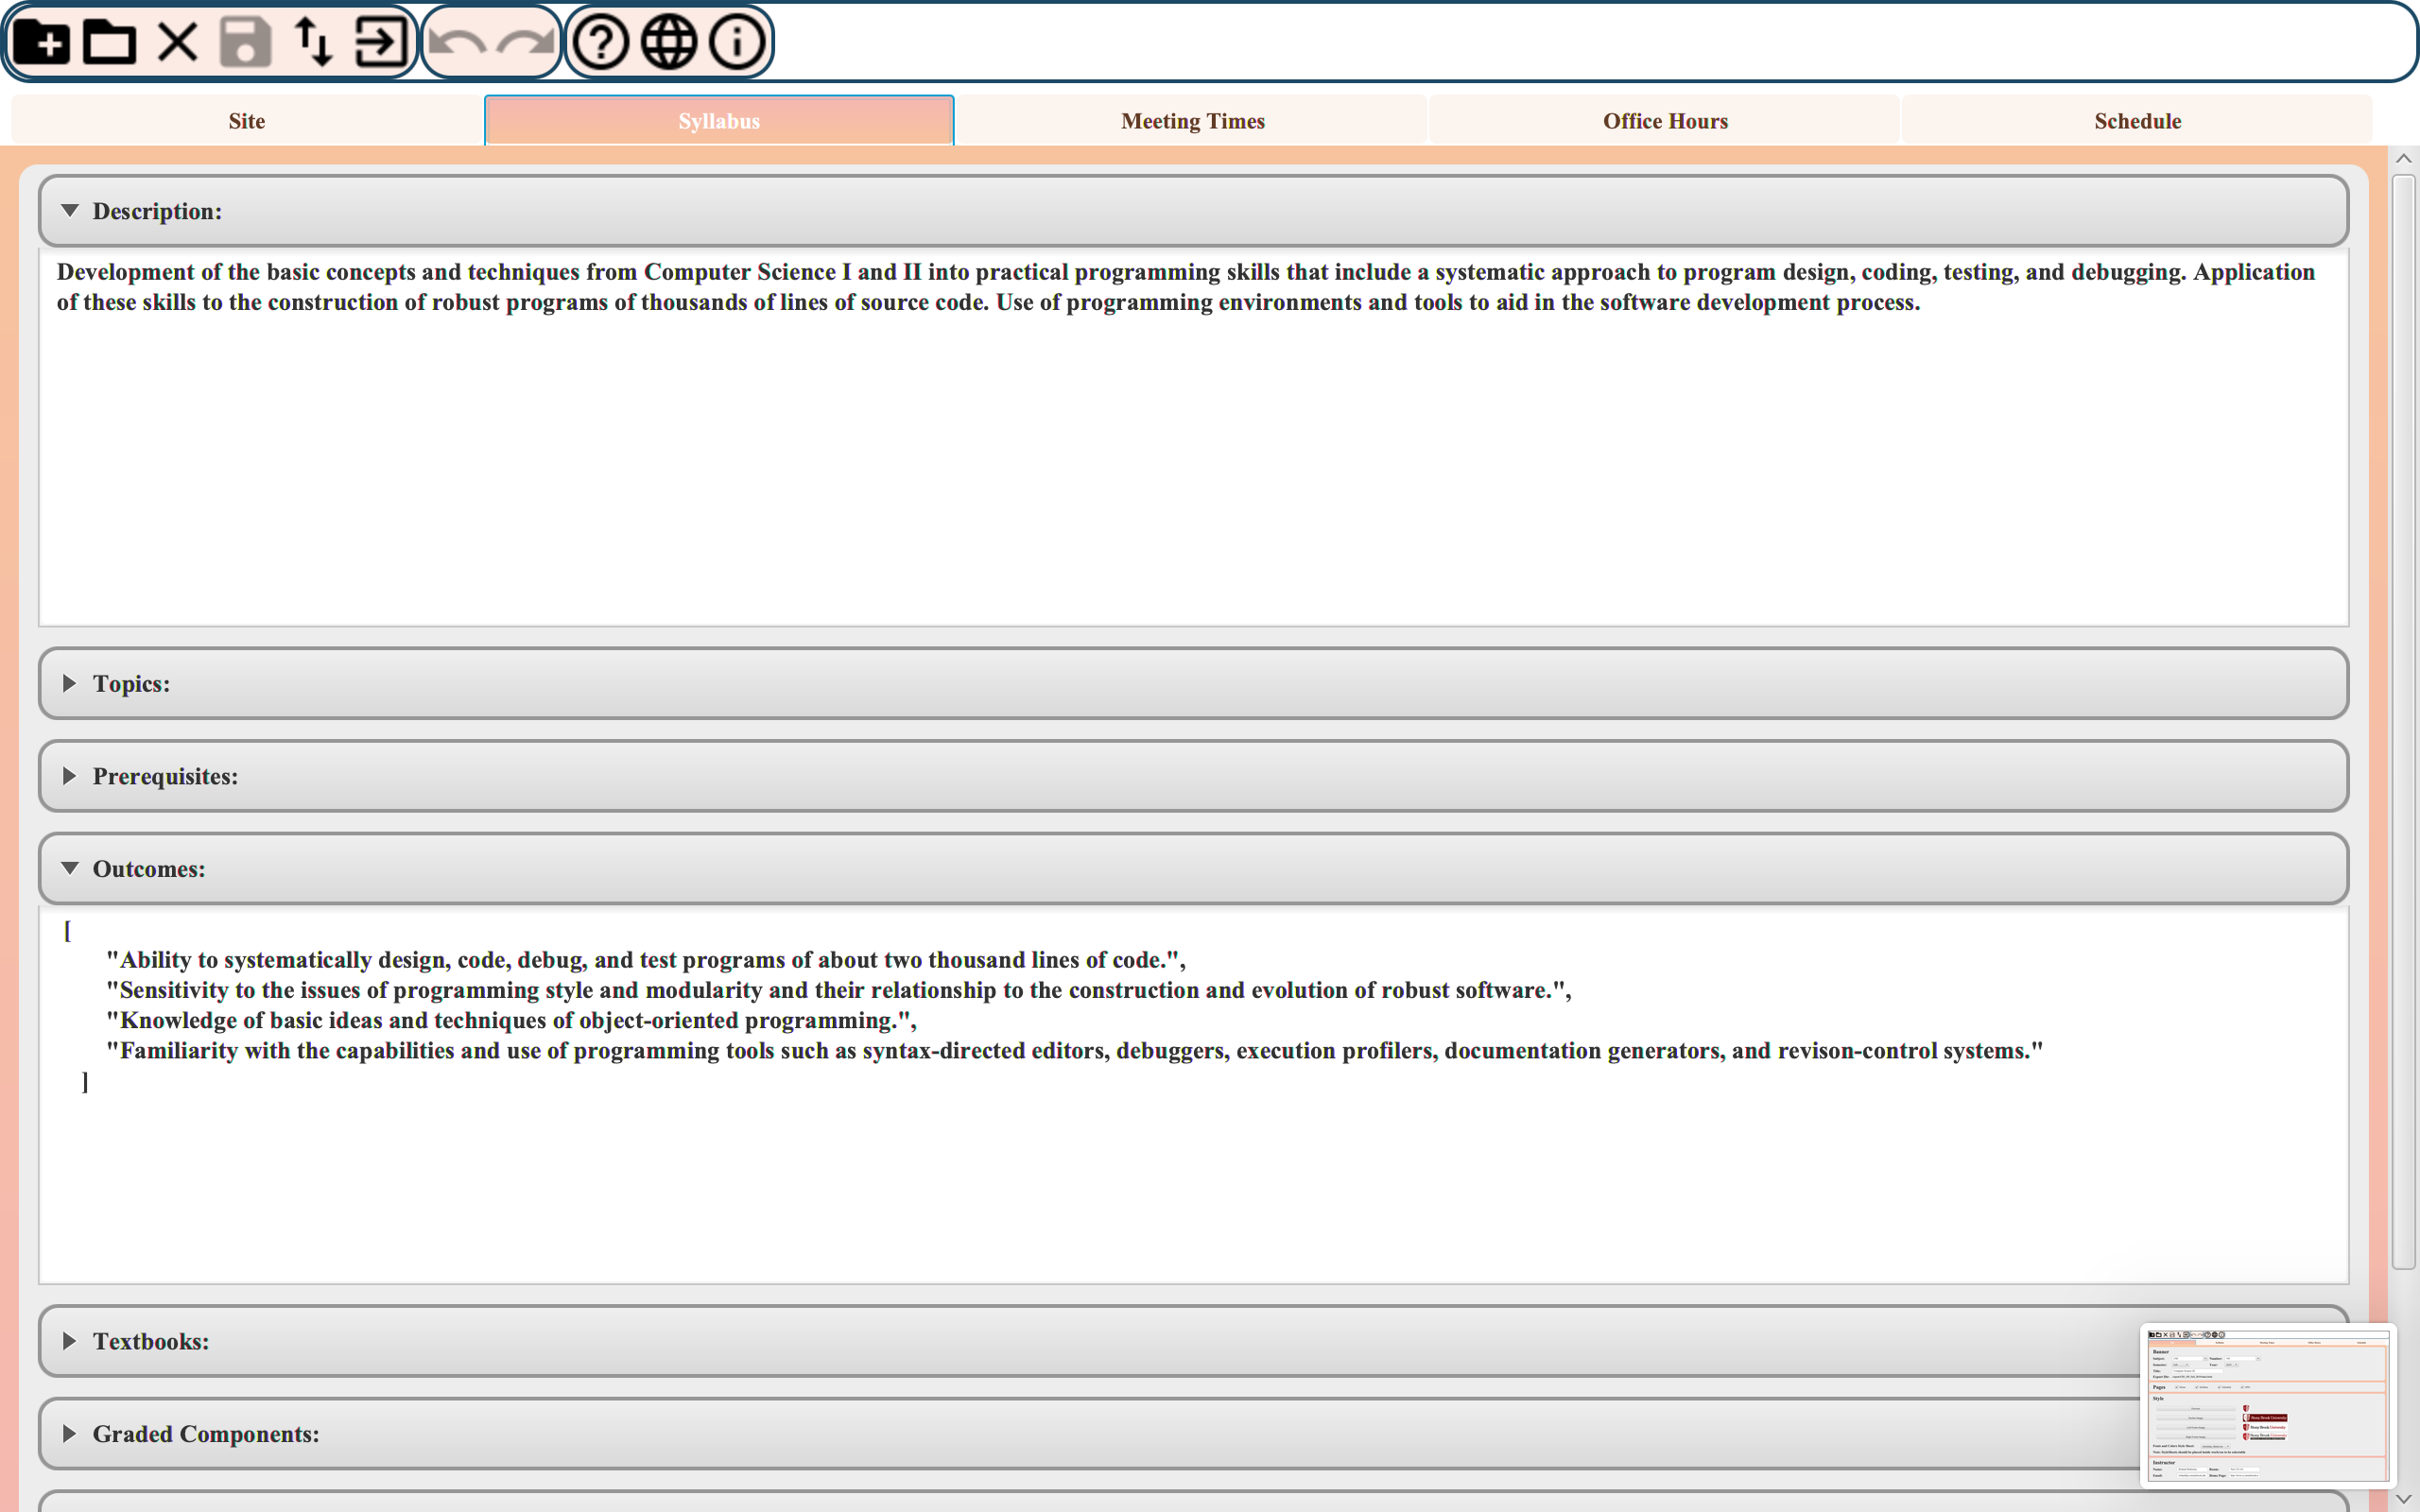 Site Syllabus Meeting Times Office Hours Schedule
Description:
Development of the basic concepts and techniques from Computer Science I and II into practical programming skills that include a systematic approach to program design, coding, testing, and debugging. Application
of these skills to the construction of robust programs of thousands of lines of source code. Use of programming environments and tools to aid in the software development process.
Topics:
Prerequisites:
Outcomes:
[
"Ability to systematically design, code, debug, and test programs of about two thousand lines of code.",
"Sensitivity to the issues of programming style and modularity and their relationship to the construction and evolution of robust software.",
"Knowledge of basic ideas and techniques of object-oriented programming.",
"Familiarity with the capabilities and use of programming tools such as syntax-directed editors, debuggers, execution profilers, documentation generators, and revison-control systems."
]
Textbooks:
Graded Components:
Banner
Pages
Style
Instructor